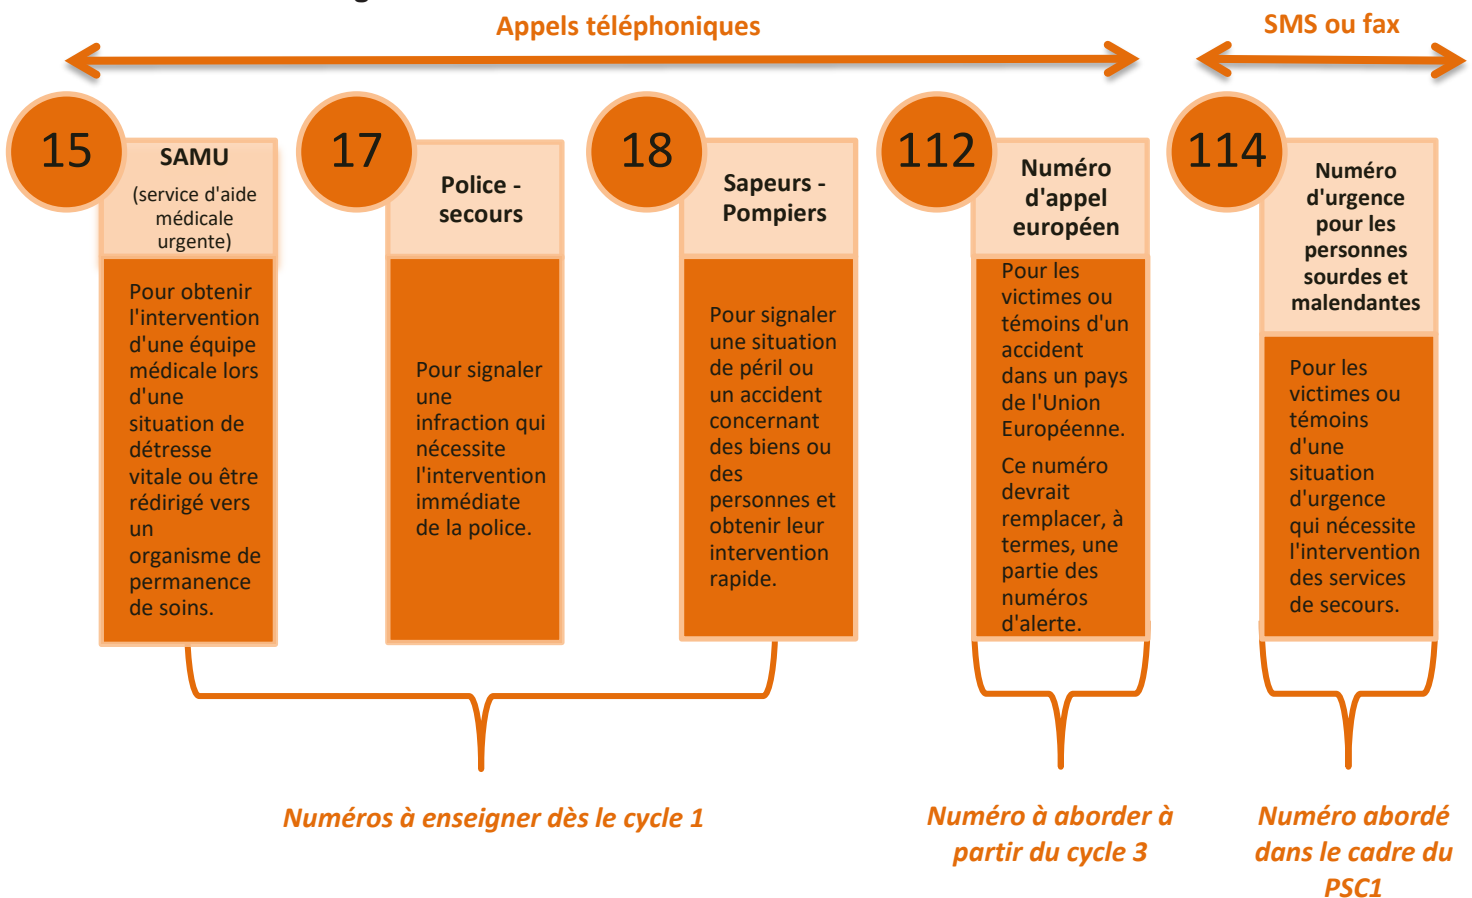 Appels téléphoniques
SMS ou fax
15
SAMU
(service d'aide
médicale
urgente)
Pour obtenir
l'intervention
d'une équipe
médicale lors
d'une
situation de
détresse
vitale ou être
rédirigé vers
un
organisme de
permanence
de soins.
17
Police -
secours
Pour signaler
une
infraction qui
nécessite
l'intervention
immédiate
de la police.
18
Sapeurs -
Pompiers
Pour signaler
une situation
de péril ou
un accident
concernant
des biens ou
des
personnes et
obtenir leur
intervention
rapide.
112
Numéro
d'appel
européen
Pour les
victimes ou
témoins d'un
accident
dans un pays
de l'Union
Européenne.
Ce numéro
devrait
remplacer, à
termes, une
partie des
numéros
d'alerte.
114
Numéro
d'urgence
pour les
personnes
sourdes et
malendantes
Pour les
victimes ou
témoins
d'une
situation
d'urgence
qui nécessite
l'intervention
des services
de secours.
Numéros à enseigner dès le cycle 1
Numéro à aborder à
partir du cycle 3
Numéro abordé
dans le cadre du
PSC1